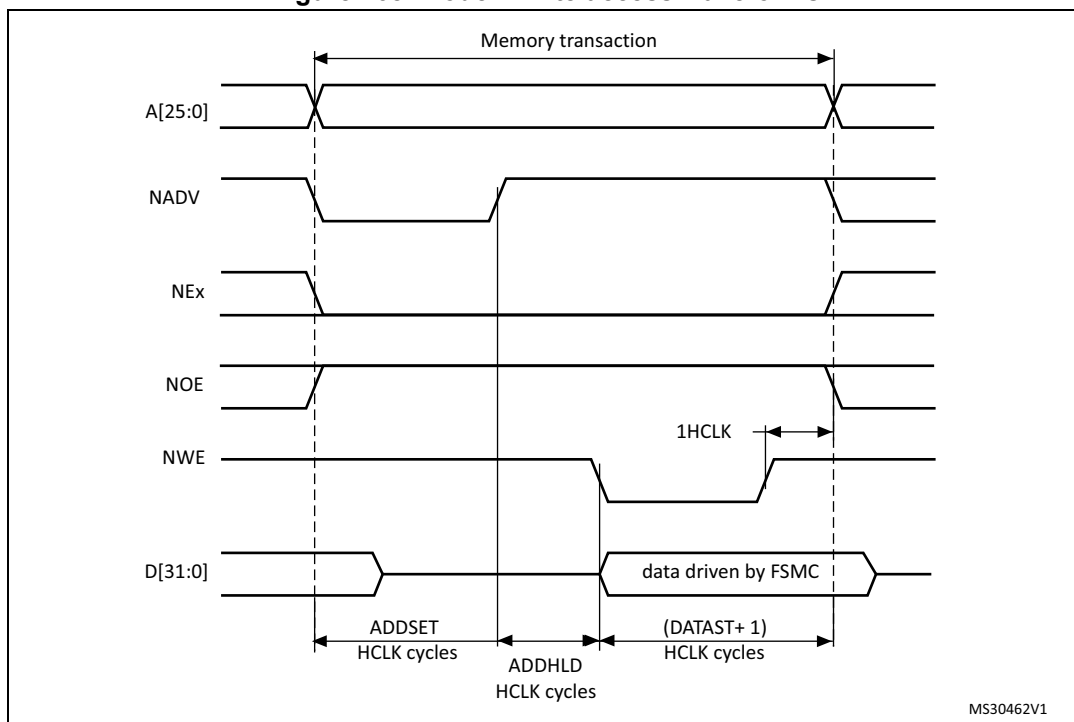 Memory transaction
A[25:0]
NADV
NEx
NOE
1HCLK
NWE
D[31:0]
data driven by FSMC
ADDSET
HCLK cycles
ADDHLD
HCLK cycles
(DATAST+ 1)
HCLK cycles
MS30462V1